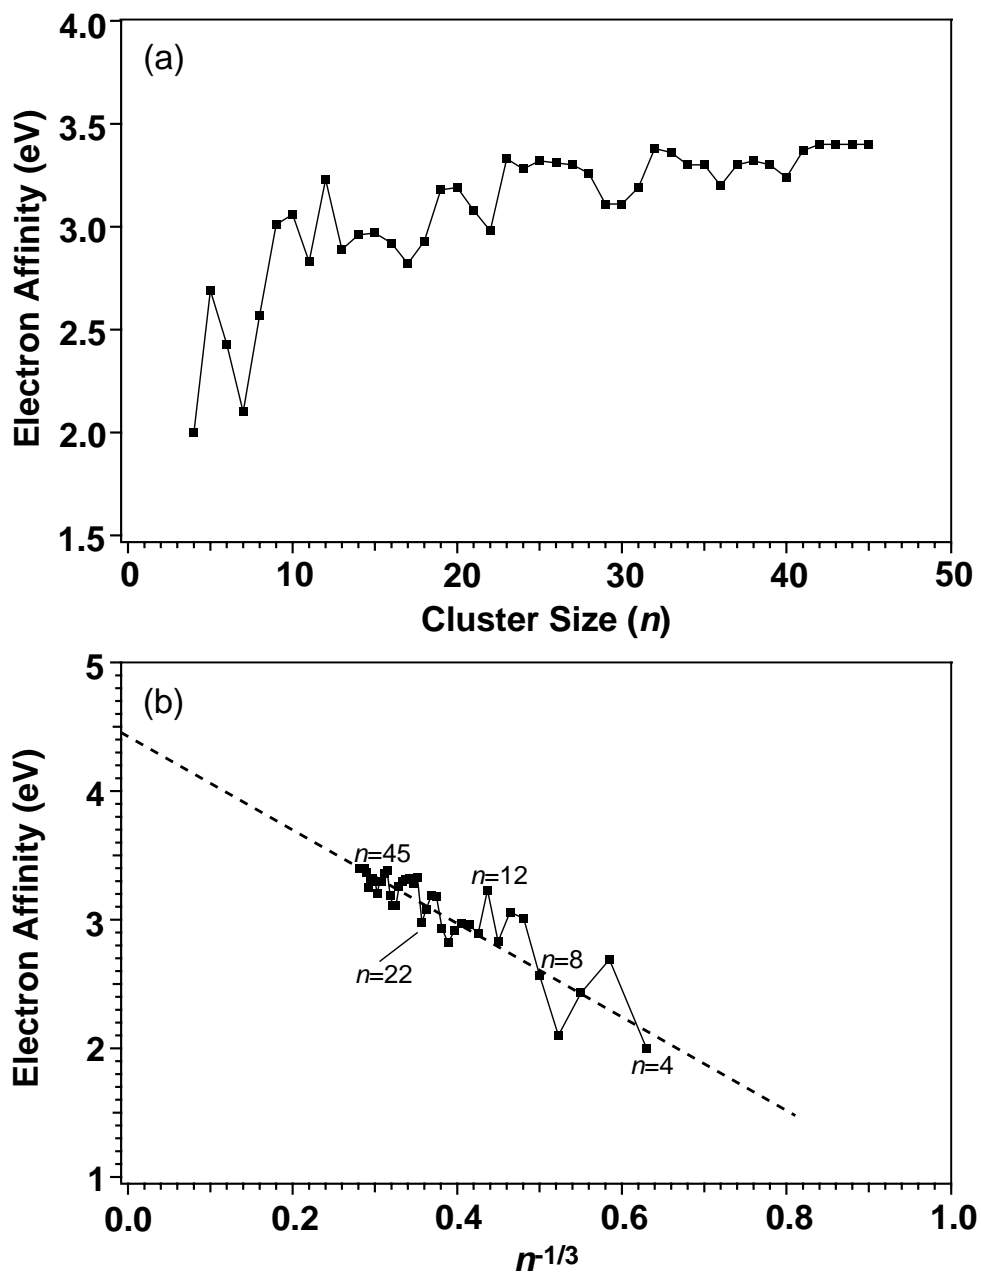 (a)
4.0
3.5
3.0
2.5
2.0
1.5
Electron Affinity (eV)
0 10 20 30 40 50
Cluster Size (n)
(b)
5
4
3
2
1
Electron Affinity (eV)
n=45
n=12
n=8
n=22
n=4
0.0 0.2 0.4 0.6 0.8 1.0
n-1/3